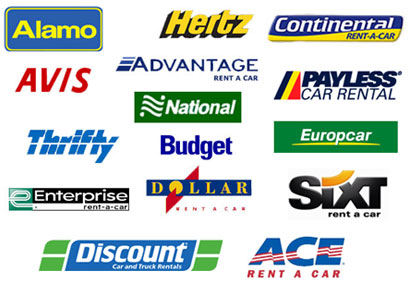 Alamo
Hertz
Continental
RENT-A-CAR
AVIS
ADVANTAGE
RENT A CAR
PAYLESS®
CAR RENTAL
National
Thrifty
Budget
Europcar
Enterprise
rent-a-car
DOLLAR
RENT A CAR
SIXT
rent a car
Discount
Car and Truck Rentals
ACE
RENT A CAR